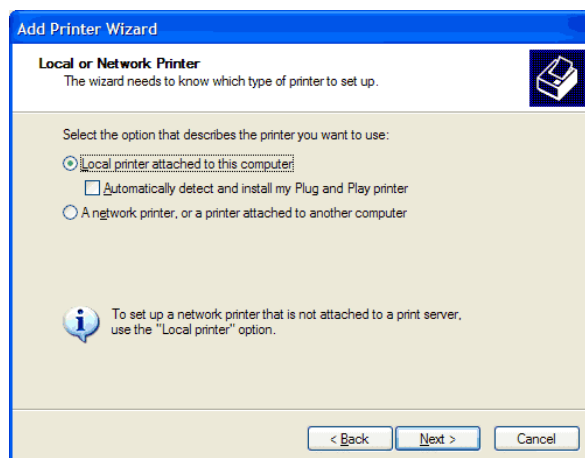 Add Printer Wizard
Local or Network Printer
The wizard needs to know which type of printer to set up.
Select the option that describes the printer you want to use:
Local printer attached to this computer
Automatically detect and install my Plug and Play printer
A network printer, or a printer attached to another computer
To set up a network printer that is not attached to a print server,
use the "Local printer" option.
< Back Next > Cancel